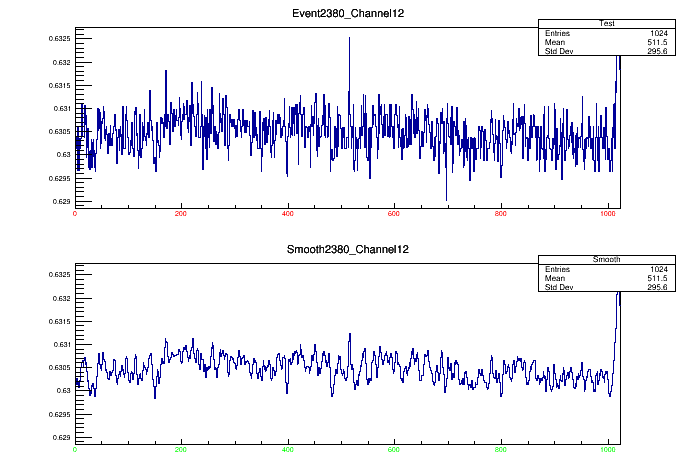 Event2380_Channel12
Test
Entries 1024
Mean 511.5
Std Dev 295.6
0.6325
0.632
0.6315
0.631
0.6305
0.63
0.6295
0.629
0 200 400 600 800 1000
Smooth2380_Channel12
Smooth
Entries 1024
Mean 511.5
Std Dev 295.6
0.6325
0.632
0.6315
0.631
0.6305
0.63
0.6295
0.629
0 200 400 600 800 1000